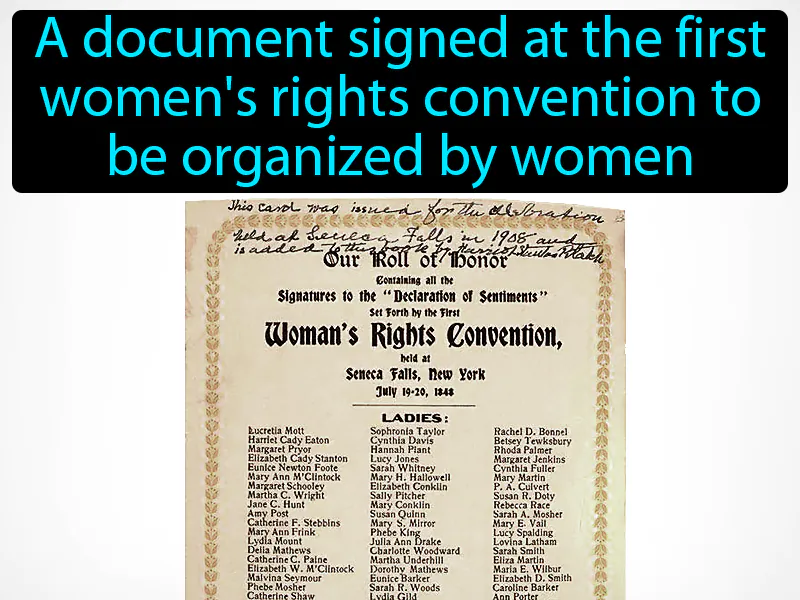 A document signed at the first
women's rights convention to
be organized by women
This card was issued for the celebration
held at Seneca Falls in 1908 and
is added to this book by
Our Roll of Honor
Containing all the
Signatures to the "Declaration of Sentiments"
Set Forth by the First
Woman's Rights Convention,
held at
Seneca Falls, New York
July 19-20, 1848
LADIES:
Lucretia Mott
Harriet Cady Eaton
Margaret Pryor
Elizabeth Cady Stanton
Eunice Newton Foote
Mary Ann M'Clintock
Margaret Schooley
Martha C. Wright
Jane C. Hunt
Amy Post
Catherine F. Stebbins
Mary Ann Frink
Lydia Mount
Delia Mathews
Catherine C. Paine
Elizabeth W. M'Clintock
Malvina Seymour
Phebe Mosher
Catherine Shaw
Sophronia Taylor
Cynthia Davis
Hannah Plant
Lucy Jones
Sarah Whitney
Mary H. Hallowell
Elizabeth Conklin
Sally Pitcher
Mary Conklin
Susan Quinn
Mary S. Mirror
Phebe King
Julia Ann Drake
Charlotte Woodward
Martha Underhill
Dorothy Mathews
Eunice Barker
Sarah R. Woods
Lydia Gild
Rachel D. Bonnel
Betsey Tewksbury
Rhoda Palmer
Margaret Jenkins
Cynthia Fuller
Mary Martin
P. A. Culvert
Susan R. Doty
Rebecca Race
Sarah A. Mosher
Mary E. Vail
Lucy Spalding
Lovina Latham
Sarah Smith
Eliza Martin
Maria E. Wilbur
Elizabeth D. Smith
Caroline Barker
Ann Porter